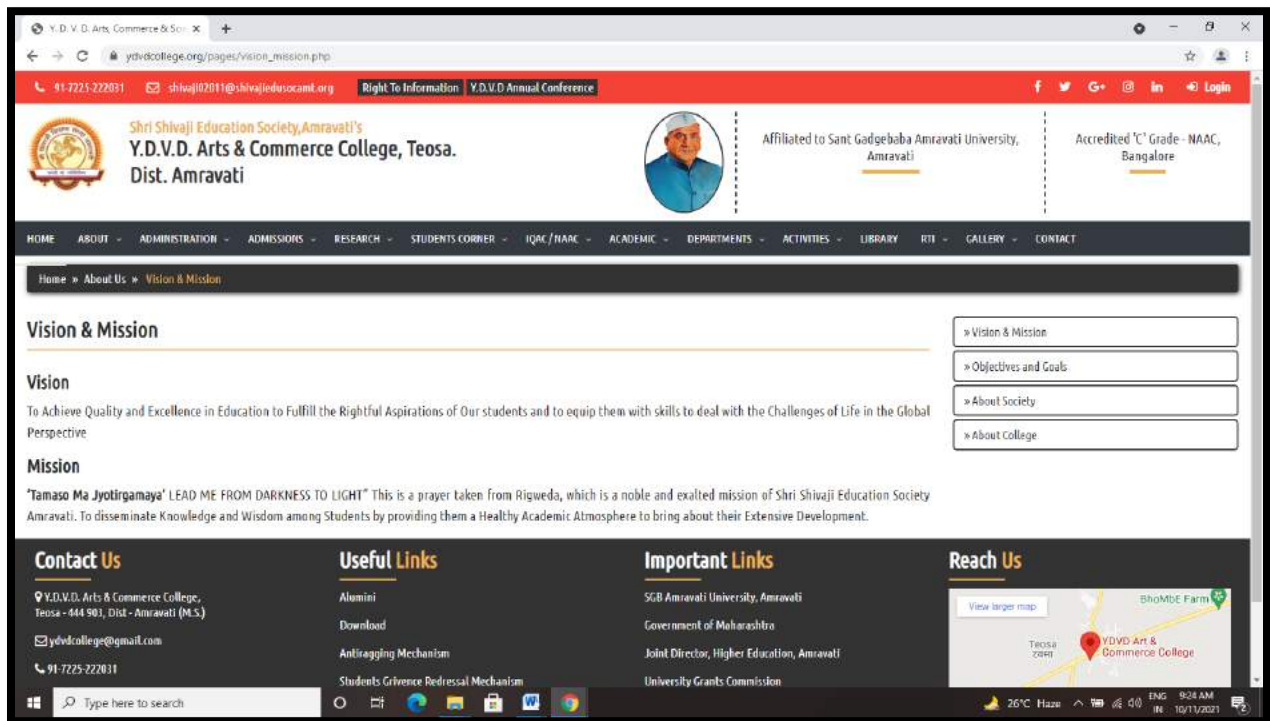 Y. D. V. D. Arts, Commerce & Scie
ydvdcollege.org/pages/vision_mission.php
91-7225-222031 shivaji02011@shivajiedusocamt.org Right To Information Y.D.V.D Annual Conference
G+ in Login
Shri Shivaji Education Society,Amravati's
Y.D.V.D. Arts & Commerce College, Teosa.
Dist. Amravati
Affiliated to Sant Gadgebaba Amravati University,
Amravati
Accredited 'C' Grade - NAAC,
Bangalore
HOME ABOUT ADMINISTRATION ADMISSIONS RESEARCH STUDENTS CORNER IQAC/NAAC ACADEMIC DEPARTMENTS ACTIVITIES LIBRARY RTI GALLERY CONTACT
Home » About Us » Vision & Mission
Vision & Mission
Vision
To Achieve Quality and Excellence in Education to Fulfill the Rightful Aspirations of Our students and to equip them with skills to deal with the Challenges of Life in the Global
Perspective
Mission
'Tamaso Ma Jyotirgamaya' LEAD ME FROM DARKNESS TO LIGHT" This is a prayer taken from Rigweda, which is a noble and exalted mission of Shri Shivaji Education Society
Amravati. To disseminate Knowledge and Wisdom among Students by providing them a Healthy Academic Atmosphere to bring about their Extensive Development.
» Vision & Mission
» Objectives and Goals
» About Society
» About College
Contact Us
Y.D.V.D. Arts & Commerce College,
Teosa - 444 903, Dist - Amravati (M.S.)
ydvdcollege@gmail.com
91-7225-222031
Useful Links
Alumini
Download
Antiragging Mechanism
Students Grivence Redressal Mechanism
Important Links
SGB Amravati University, Amravati
Government of Maharashtra
Joint Director, Higher Education, Amravati
University Grants Commission
Reach Us
View larger map
BhoMbE Farm
Teosa
YDVD Art &
Commerce College
Type here to search
26°C Haze ENG 9:24 AM
IN 10/11/2021